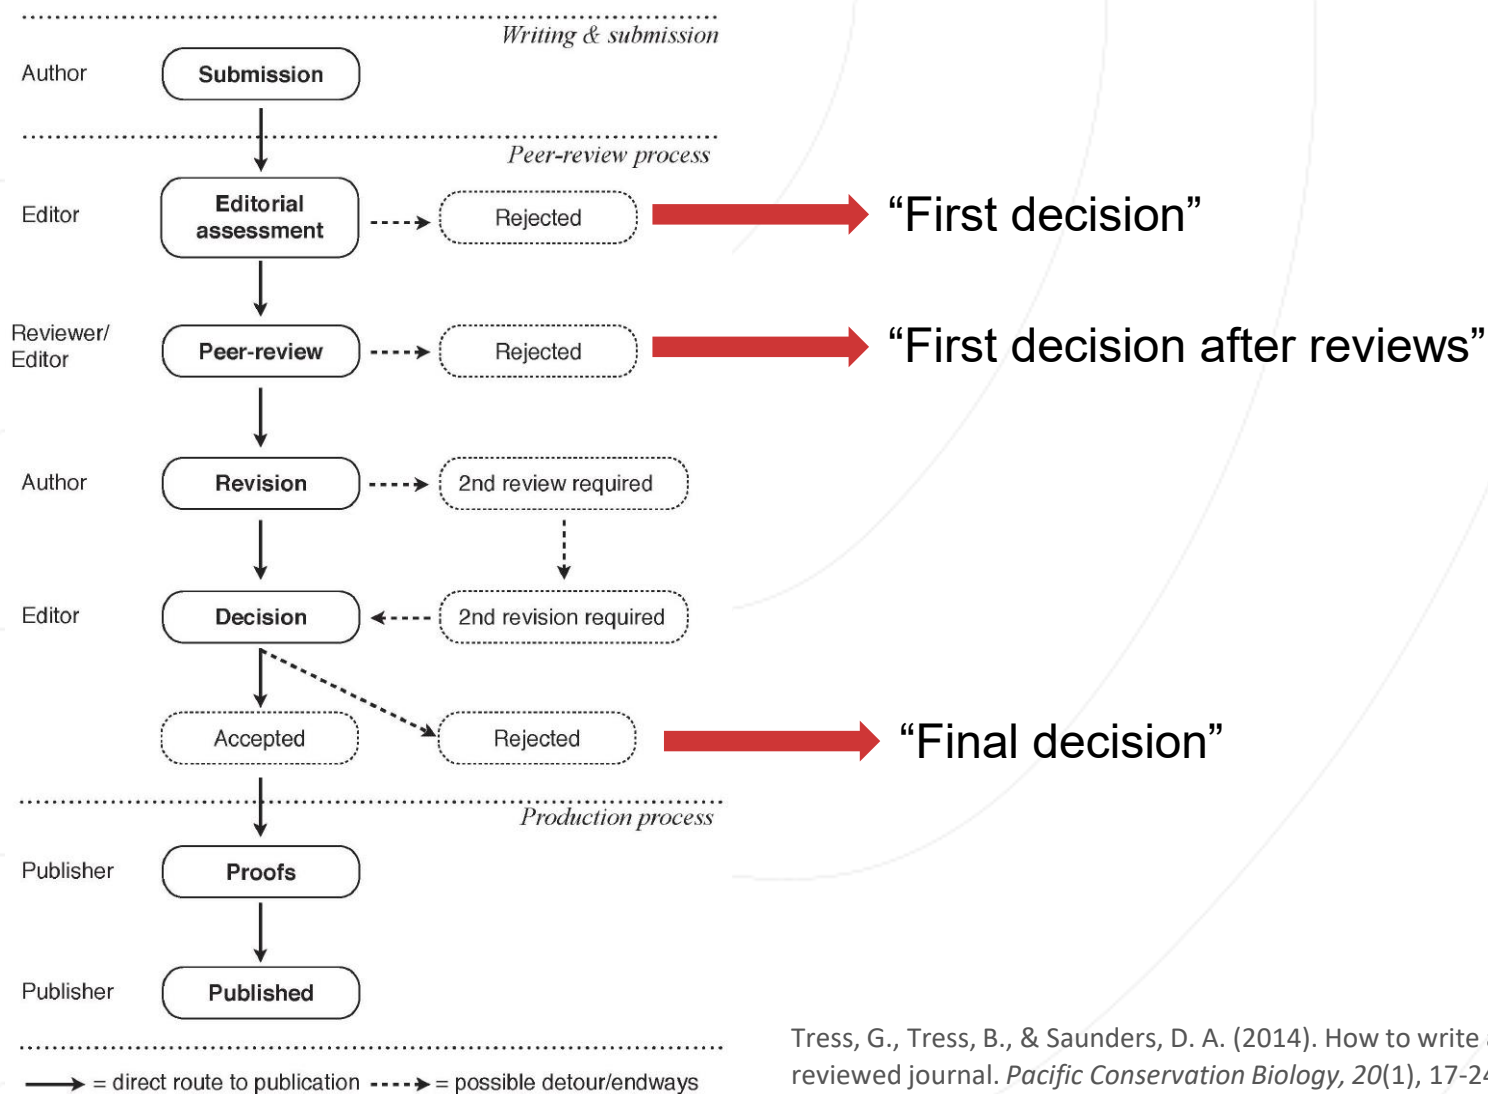 Writing & submission
Author
Submission
Peer-review process
Editor
Editorial
assessment
Rejected
“First decision”
Reviewer/
Editor
Peer-review
Rejected
“First decision after reviews”
Author
Revision
2nd review required
Editor
Decision
2nd revision required
Accepted
Rejected
“Final decision”
Production process
Publisher
Proofs
Publisher
Published
Tress, G., Tress, B., & Saunders, D. A. (2014). How to write
reviewed journal. Pacific Conservation Biology, 20(1), 17-24
= direct route to publication
= possible detour/endways